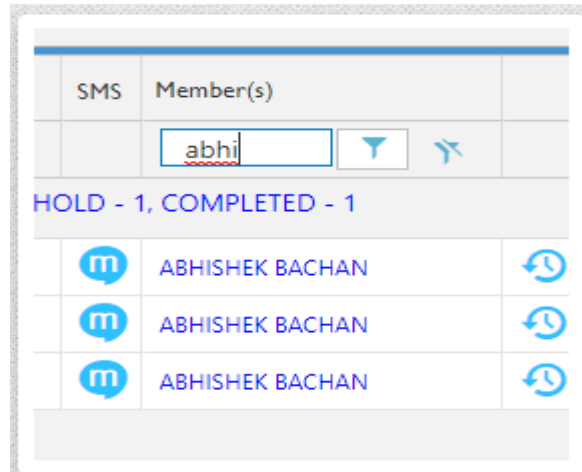 SMS Member(s)
abhi
HOLD - 1, COMPLETED - 1
m ABHISHEK BACHAN
m ABHISHEK BACHAN
m ABHISHEK BACHAN